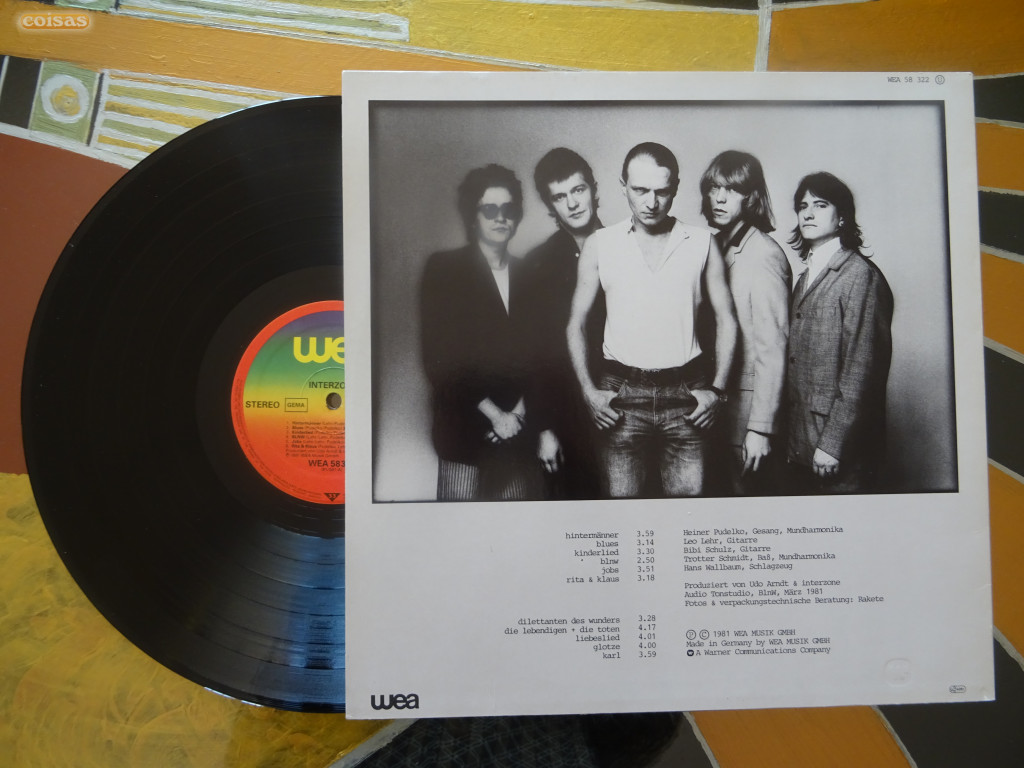 coisas
WEA 58 322 Ⓤ
wea
INTERZO
STEREO GEMA
WEA 583
hintermänner 3.59
blues 3.14
kinderlied 3.30
blnw 2.50
jobs 3.51
rita & klaus 3.18
dilettanten des wunders 3.28
die lebendigen + die toten 4.17
liebeslied 4.01
glotze 4.00
karl 3.59
Heiner Pudelko, Gesang, Mundharmonika
Leo Lehr, Gitarre
Bibi Schulz, Gitarre
Trotter Schmidt, Baß, Mundharmonika
Hans Wallbaum, Schlagzeug
Produziert von Udo Arndt & interzone
Audio Tonstudio, BlnW, März 1981
Fotos & verpackungstechnische Beratung: Rakete
Ⓟ Ⓒ 1981 WEA MUSIK GMBH
Made in Germany by WEA MUSIK GMBH
A Warner Communications Company
wea